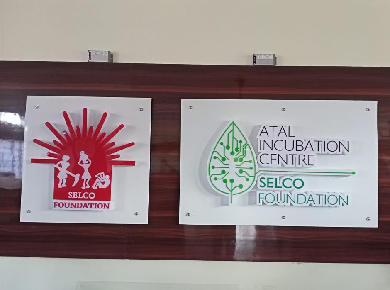 SELCO
FOUNDATION
ATAL
INCUBATION
CENTRE
SELCO
FOUNDATION